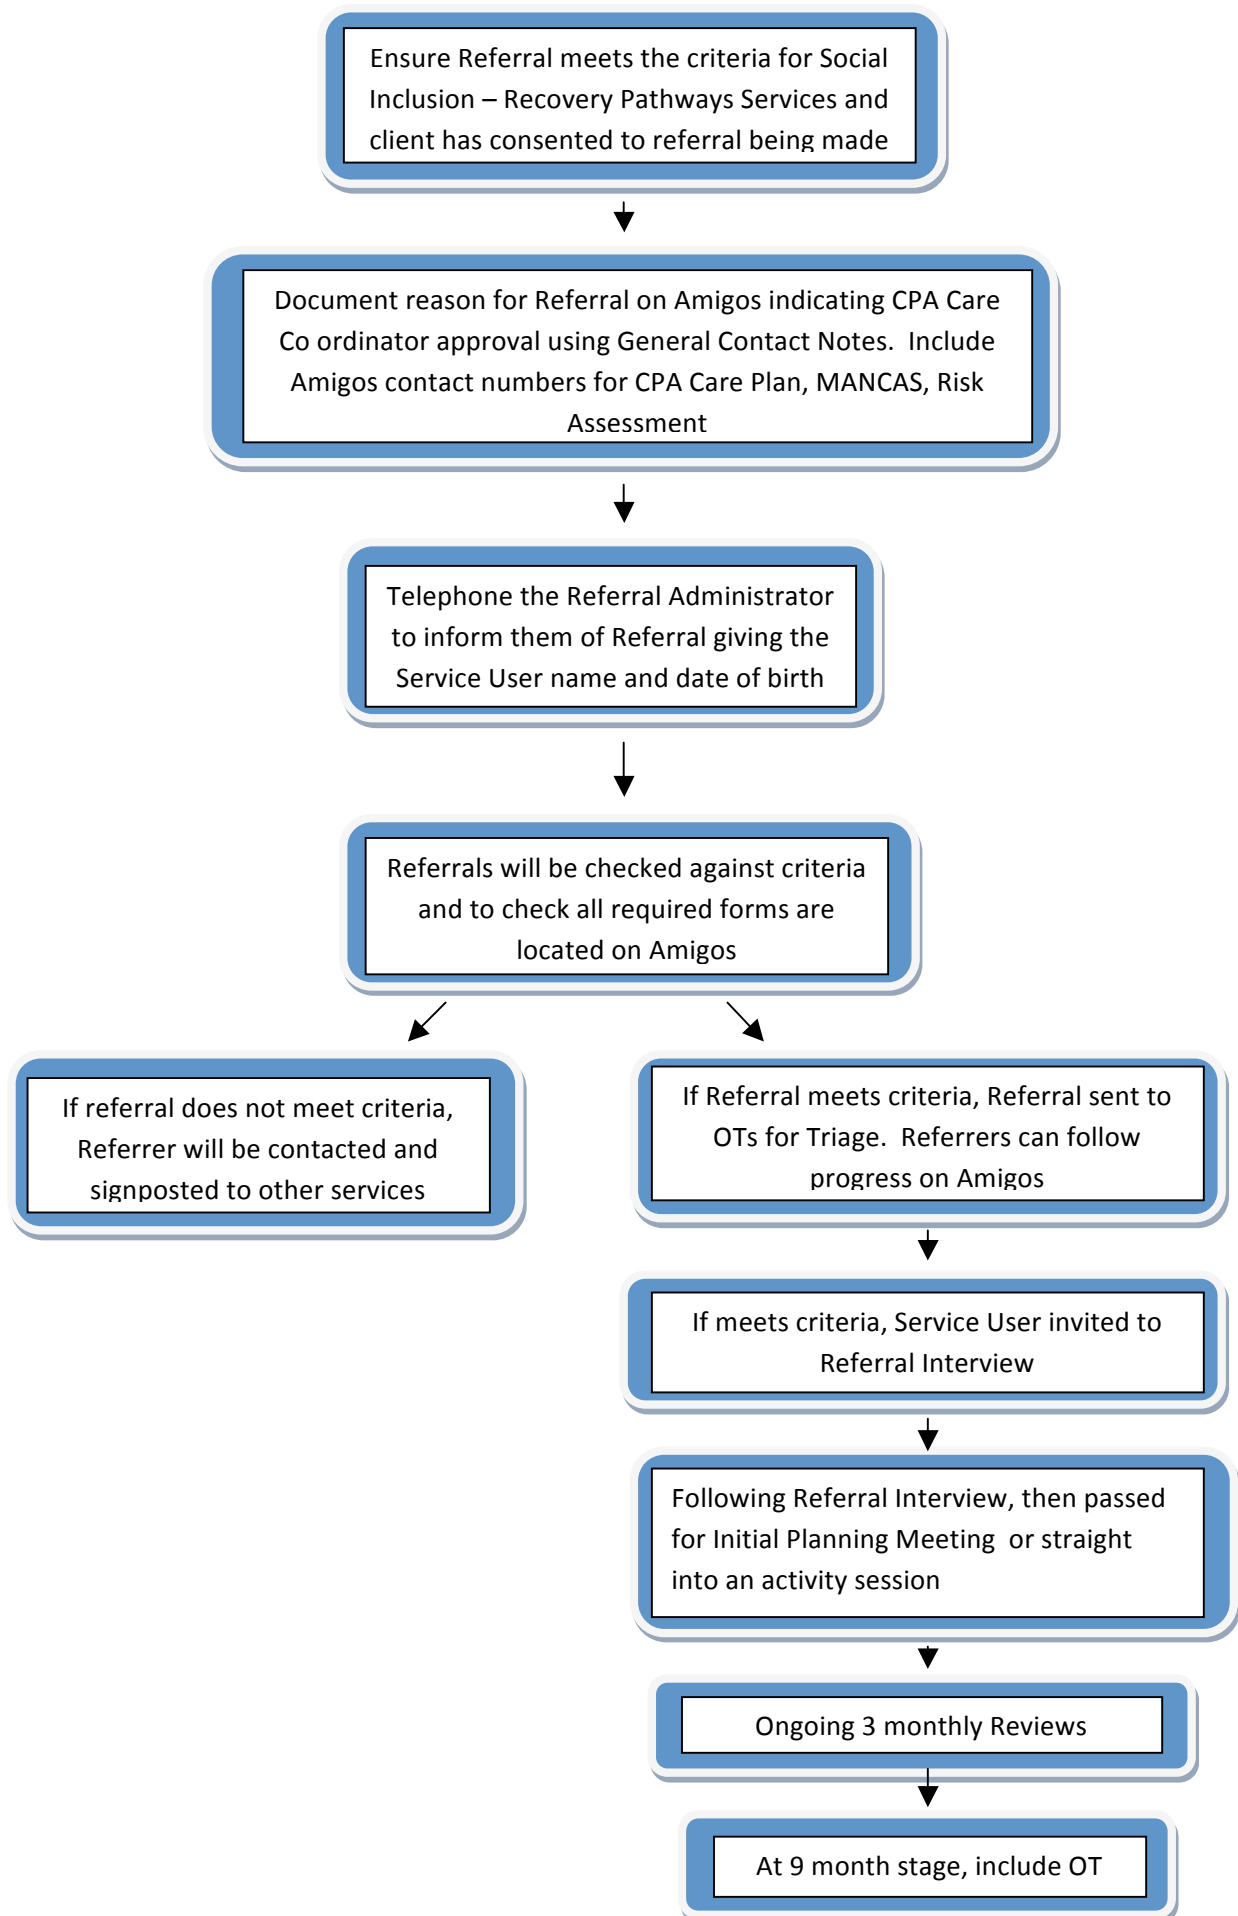 Ensure Referral meets the criteria for Social
Inclusion – Recovery Pathways Services and
client has consented to referral being made
Document reason for Referral on Amigos indicating CPA Care
Co ordinator approval using General Contact Notes.  Include
Amigos contact numbers for CPA Care Plan, MANCAS, Risk
Assessment
Telephone the Referral Administrator
to inform them of Referral giving the
Service User name and date of birth
Referrals will be checked against criteria
and to check all required forms are
located on Amigos
If referral does not meet criteria,
Referrer will be contacted and
signposted to other services
If Referral meets criteria, Referral sent to
OTs for Triage.  Referrers can follow
progress on Amigos
If meets criteria, Service User invited to
Referral Interview
Following Referral Interview, then passed
for Initial Planning Meeting  or straight
into an activity session
Ongoing 3 monthly Reviews
At 9 month stage, include OT